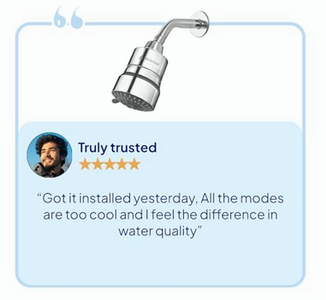 Truly trusted
“Got it installed yesterday, All the modes
are too cool and I feel the difference in
water quality”